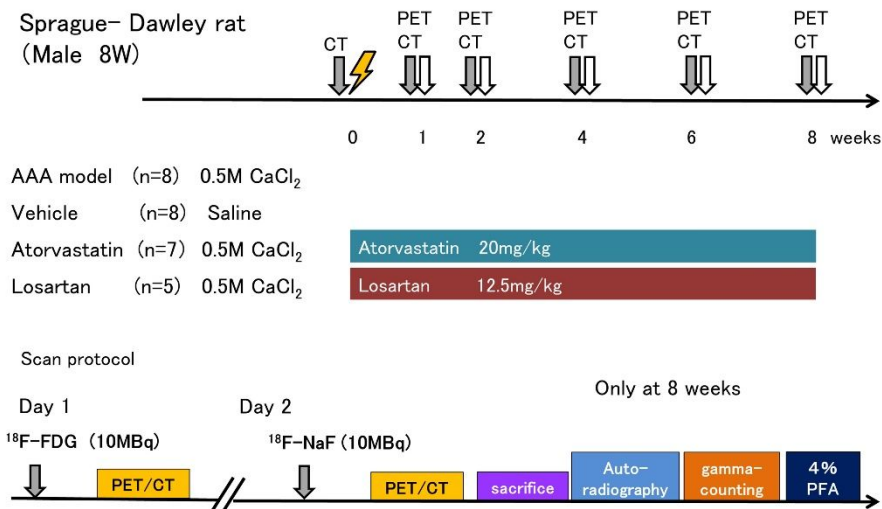 Sprague- Dawley rat
(Male 8W)
CT
PET
CT
PET
CT
PET
CT
PET
CT
PET
CT
0 1 2 4 6 8 weeks
AAA model (n=8) 0.5M CaCl₂
Vehicle (n=8) Saline
Atorvastatin (n=7) 0.5M CaCl₂ Atorvastatin 20mg/kg
Losartan (n=5) 0.5M CaCl₂ Losartan 12.5mg/kg
Scan protocol
Only at 8 weeks
Day 1 Day 2
¹⁸F-FDG (10MBq) ¹⁸F-NaF (10MBq)
PET/CT
PET/CT
sacrifice
Auto-
radiography
gamma-
counting
4%
PFA